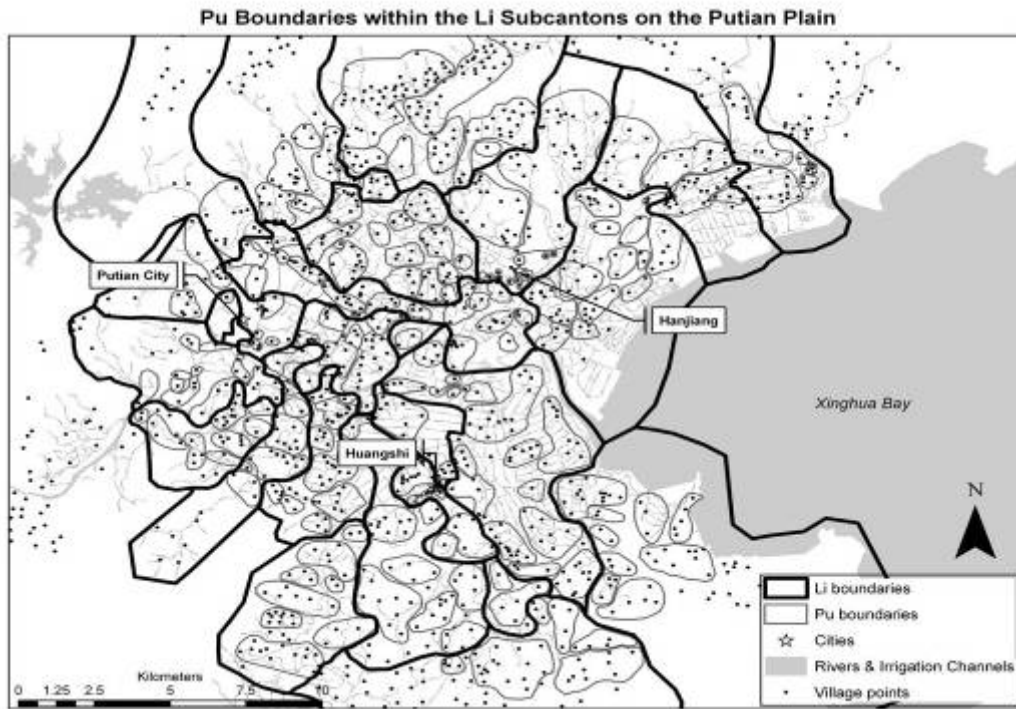 Pu Boundaries within the Li Subcantons on the Putian Plain
Putian City
Hanjiang
Xinghua Bay
Huangshi
N
Li boundaries
Pu boundaries
Cities
Rivers & Irrigation Channels
Village points
Kilometers
0 1.25 2.5 5 7.5 10